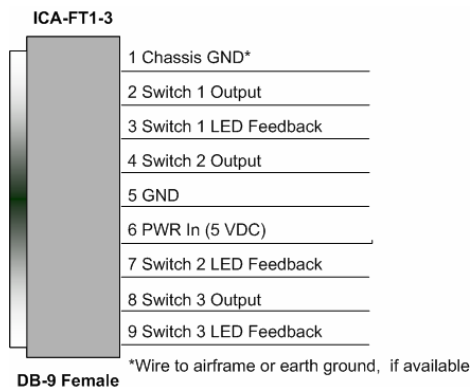 ICA-FT1-3
1 Chassis GND*
2 Switch 1 Output
3 Switch 1 LED Feedback
4 Switch 2 Output
5 GND
6 PWR In (5 VDC)
7 Switch 2 LED Feedback
8 Switch 3 Output
9 Switch 3 LED Feedback
*Wire to airframe or earth ground, if available
DB-9 Female